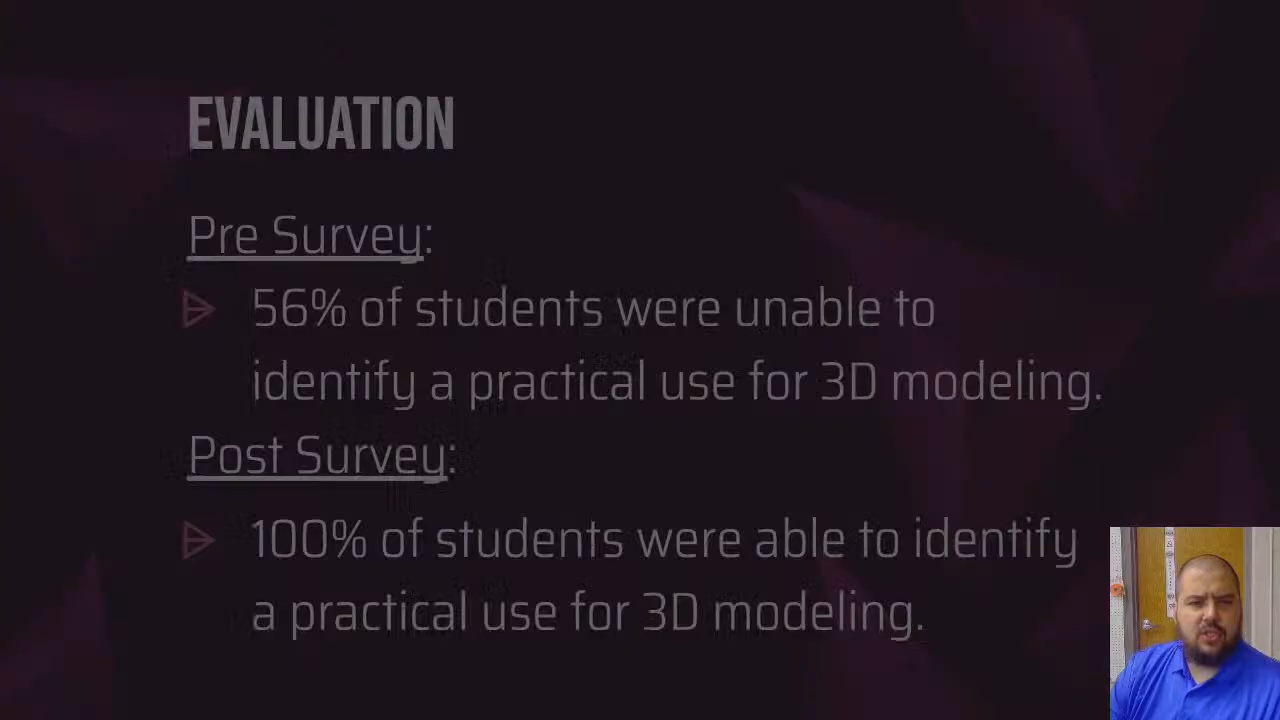 EVALUATION
Pre Survey:
56% of students were unable to
identify a practical use for 3D modeling.
Post Survey:
100% of students were able to identify
a practical use for 3D modeling.